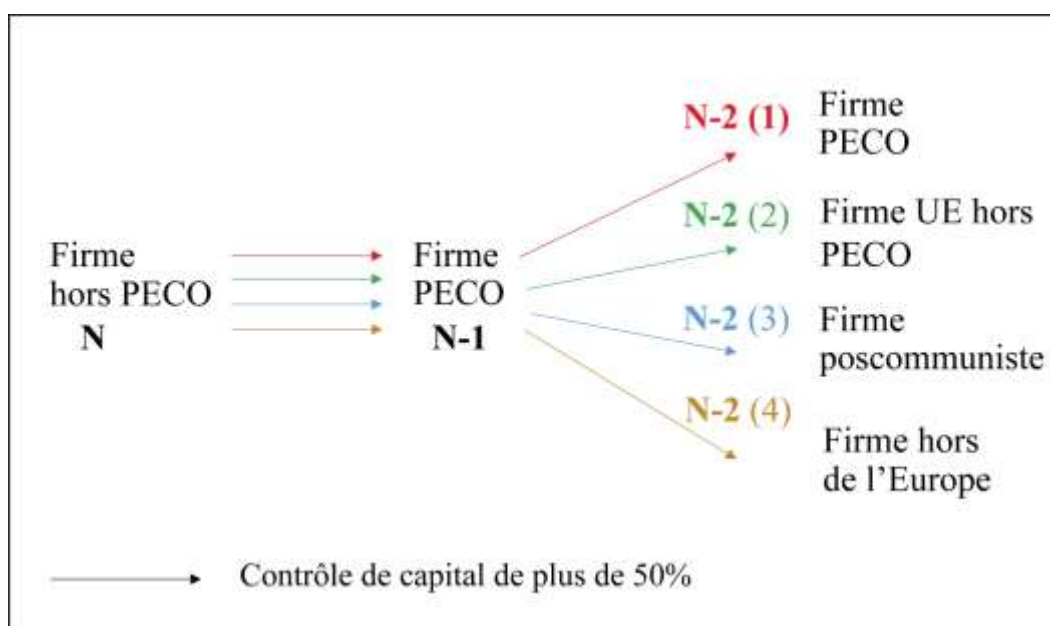 Firme
hors PECO
N
Firme
PECO
N-1
N-2 (1)
Firme
PECO
N-2 (2)
Firme UE hors
PECO
N-2 (3)
Firme
poscommuniste
N-2 (4)
Firme hors
de l’Europe
Contrôle de capital de plus de 50%